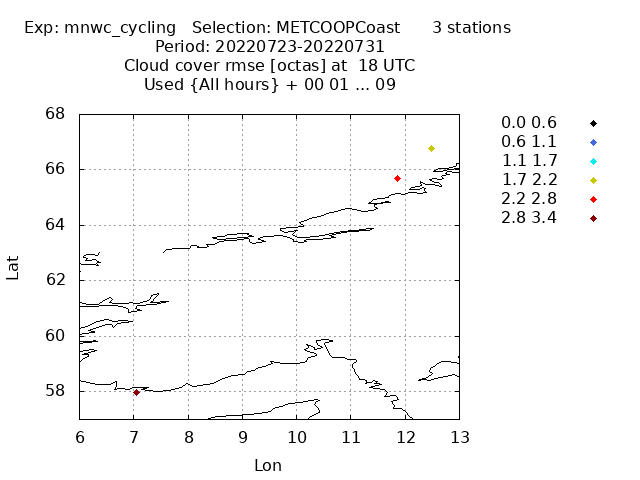 Exp: mnwc_cycling   Selection: METCOOPCoast      3 stations
Period: 20220723-20220731
Cloud cover rmse [octas] at  18 UTC
Used {All hours} + 00 01 ... 09
68
66
64
62
60
58
Lat
6 7 8 9 10 11 12 13
Lon
0.0 0.6
0.6 1.1
1.1 1.7
1.7 2.2
2.2 2.8
2.8 3.4